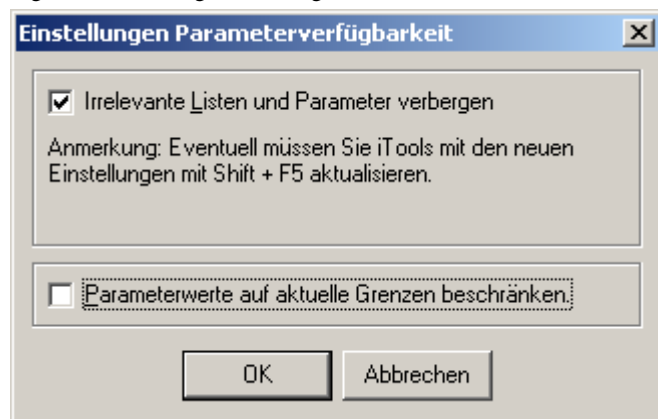 Einstellungen Parameterverfügbarkeit
Irrelevante Listen und Parameter verbergen
Anmerkung: Eventuell müssen Sie iTools mit den neuen
Einstellungen mit Shift + F5 aktualisieren.
Parameterwerte auf aktuelle Grenzen beschränken.
OK
Abbrechen